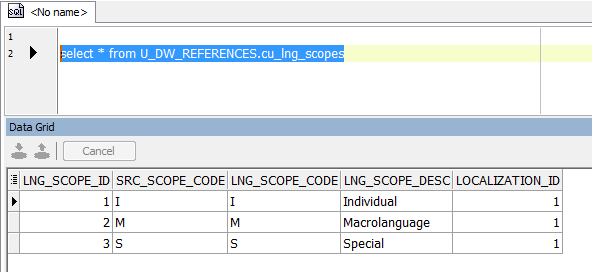 SQL <No name>
1
2 select * from U_DW_REFERENCES.cu_lng_scopes
Data Grid
Cancel
LNG_SCOPE_ID SRC_SCOPE_CODE LNG_SCOPE_CODE LNG_SCOPE_DESC LOCALIZATION_ID
1 I I Individual 1
2 M M Macrolanguage 1
3 S S Special 1